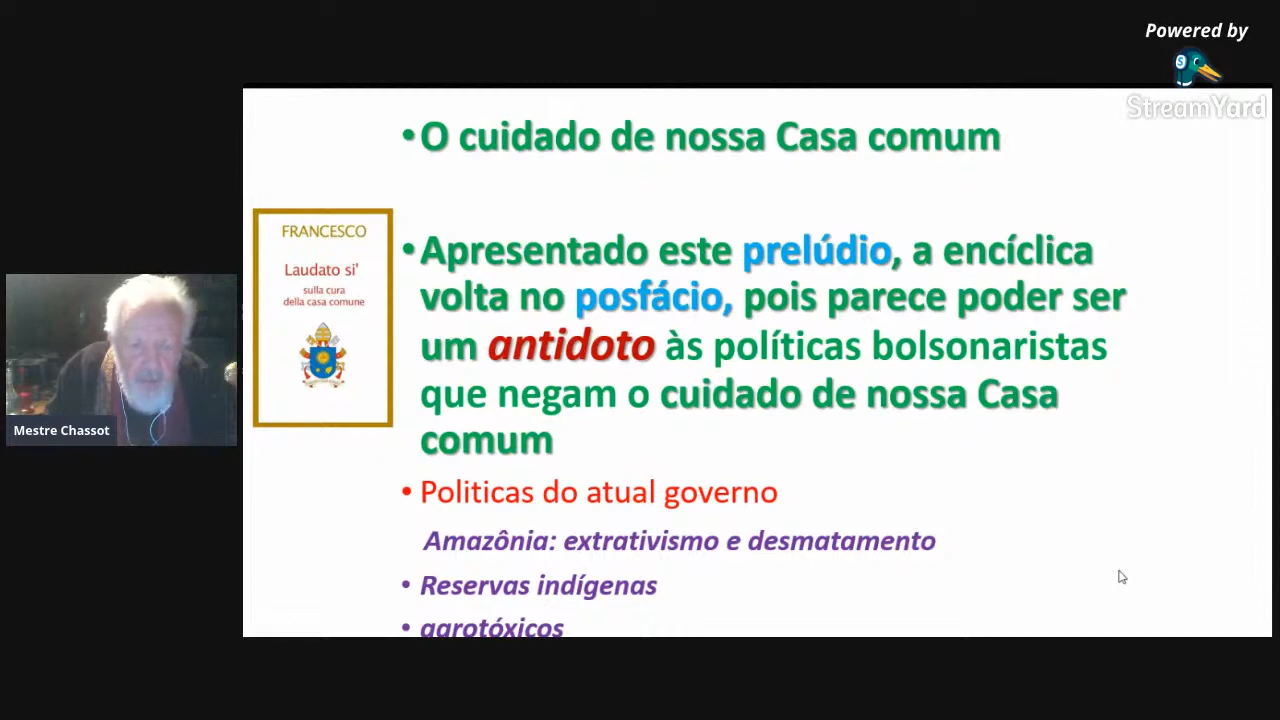 Powered by
StreamYard
• O cuidado de nossa Casa comum
FRANCESCO
Laudato si'
sulla cura
della casa comune
• Apresentado este prelúdio, a encíclica
volta no posfácio, pois parece poder ser
um antidoto às políticas bolsonaristas
que negam o cuidado de nossa Casa
comum
Mestre Chassot
• Politicas do atual governo
Amazônia: extrativismo e desmatamento
• Reservas indígenas
• agrotóxicos